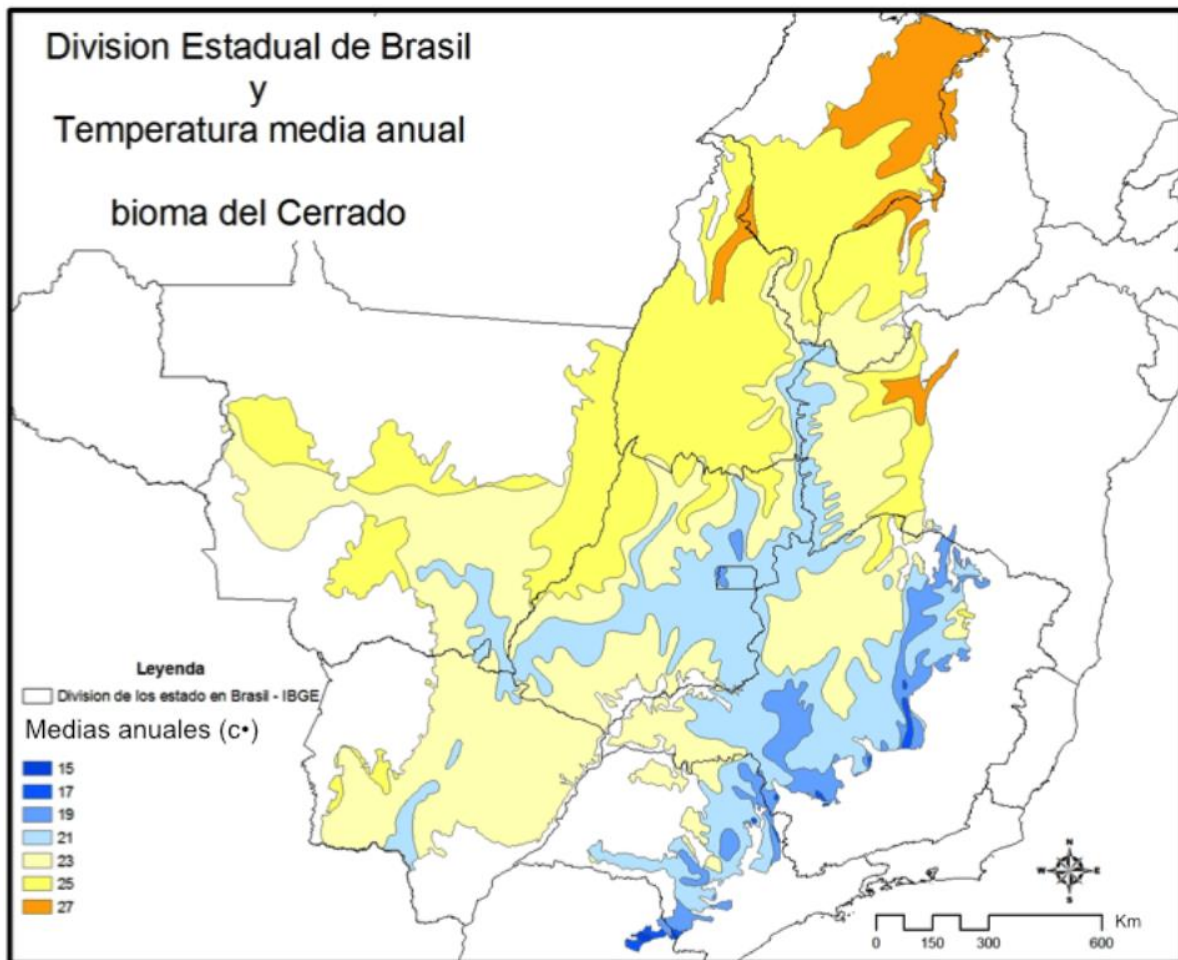 Division Estadual de Brasil
y
Temperatura media anual
bioma del Cerrado
Leyenda
Division de los estado en Brasil - IBGE
Medias anuales (c•)
15
17
19
21
23
25
27
N
W E
S
Km
0 150 300 600